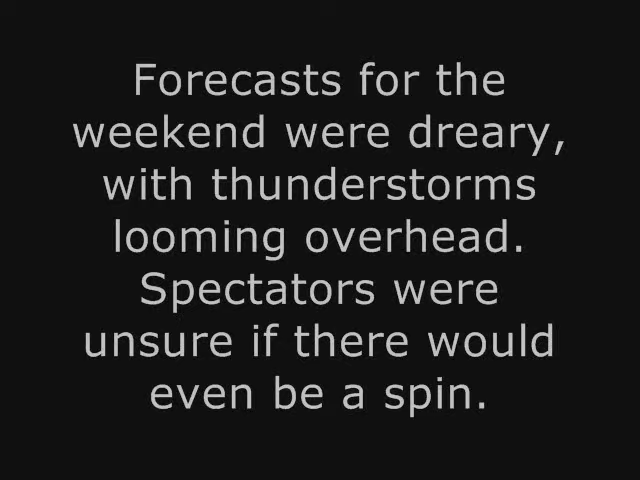 Forecasts for the
weekend were dreary,
with thunderstorms
looming overhead.
Spectators were
unsure if there would
even be a spin.